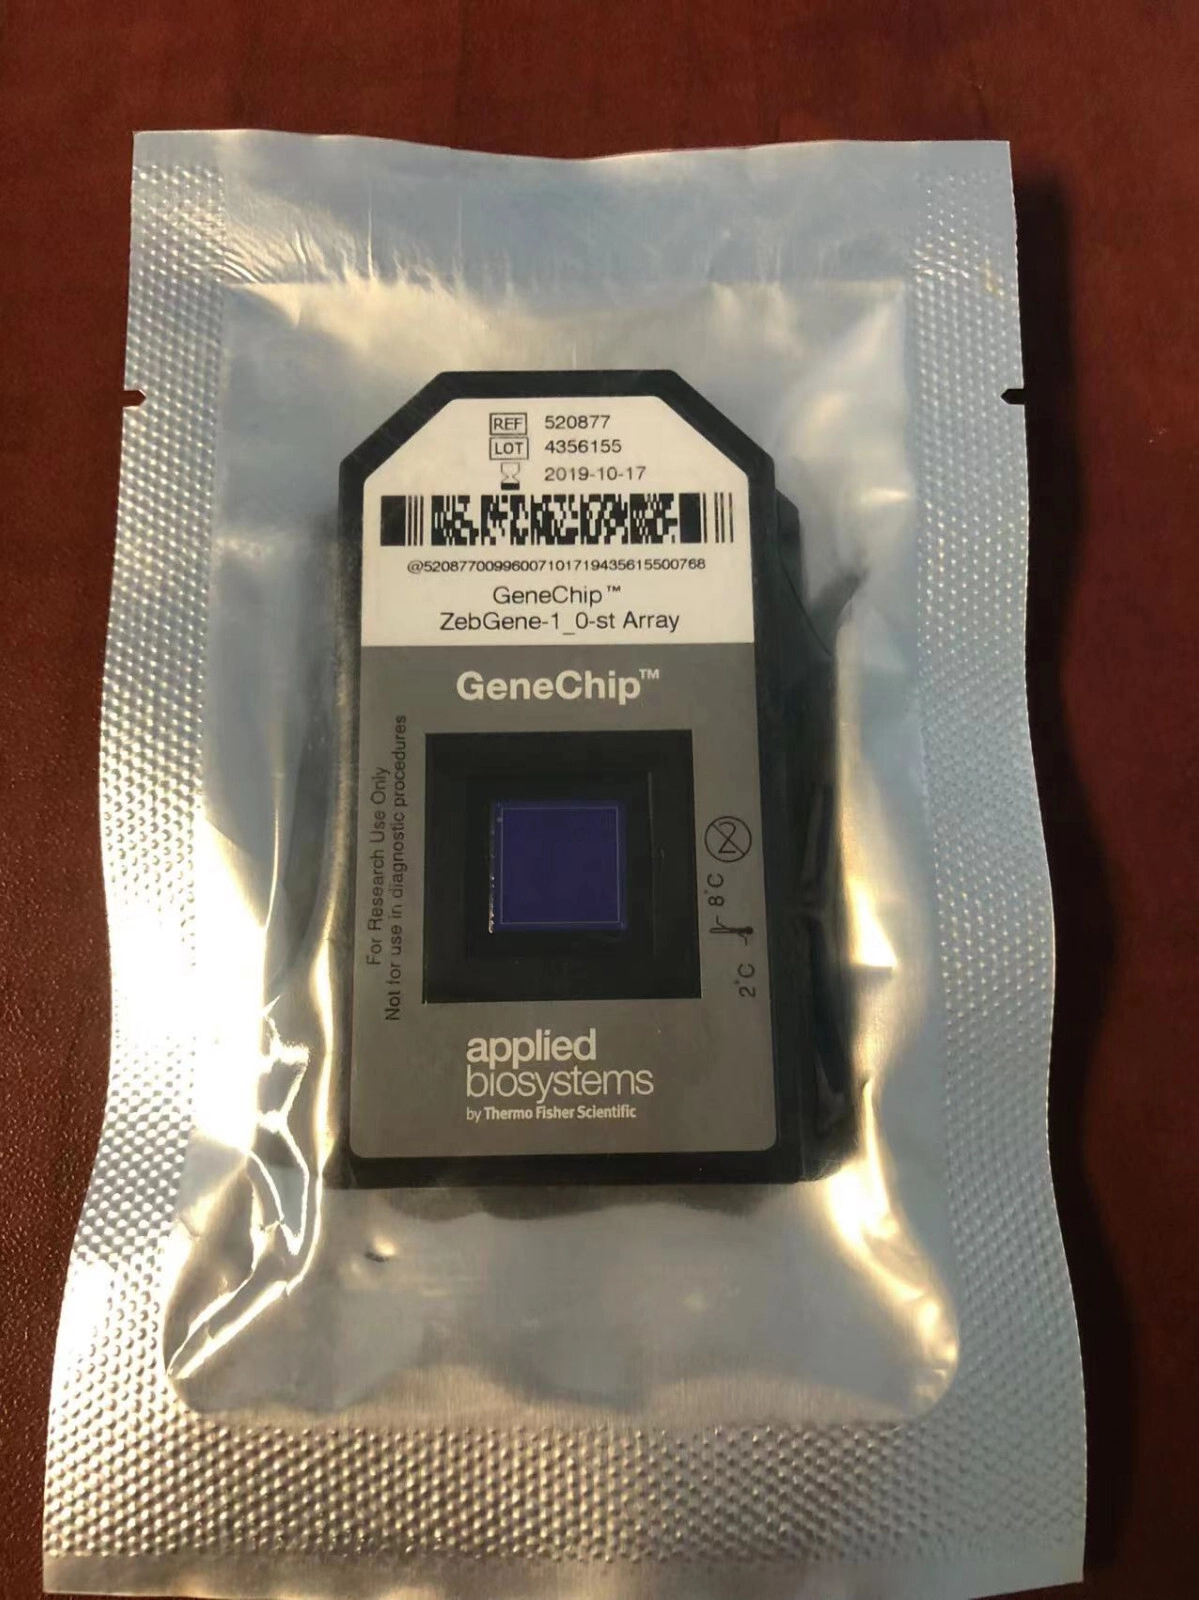 REF 520877
LOT 4356155
2019-10-17
@52087700996007101719435615500768
GeneChip™
ZebGene-1_0-st Array
GeneChip™
For Research Use Only
Not for use in diagnostic procedures
8°C
2°C
applied
biosystems
by Thermo Fisher Scientific